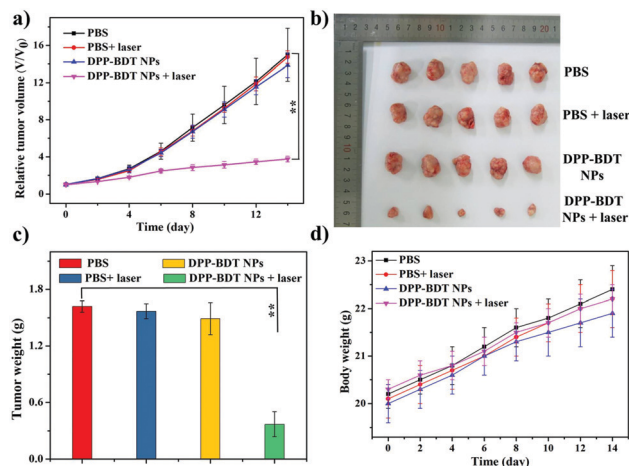 a)
PBS
PBS+ laser
DPP-BDT NPs
DPP-BDT NPs + laser
Relative tumor volume (V/V0)
16
12
8
4
0
**
0 2 4 6 8 10 12 14
Time (day)
b)
PBS
PBS + laser
DPP-BDT
NPs
DPP-BDT
NPs + laser
c)
PBS
DPP-BDT NPs
PBS+ laser
DPP-BDT NPs + laser
Tumor weight (g)
1.8
1.2
0.6
0.0
**
d)
PBS
PBS+ laser
DPP-BDT NPs
DPP-BDT NPs + laser
Body weight (g)
23
22
21
20
0 2 4 6 8 10 12 14
Time (day)